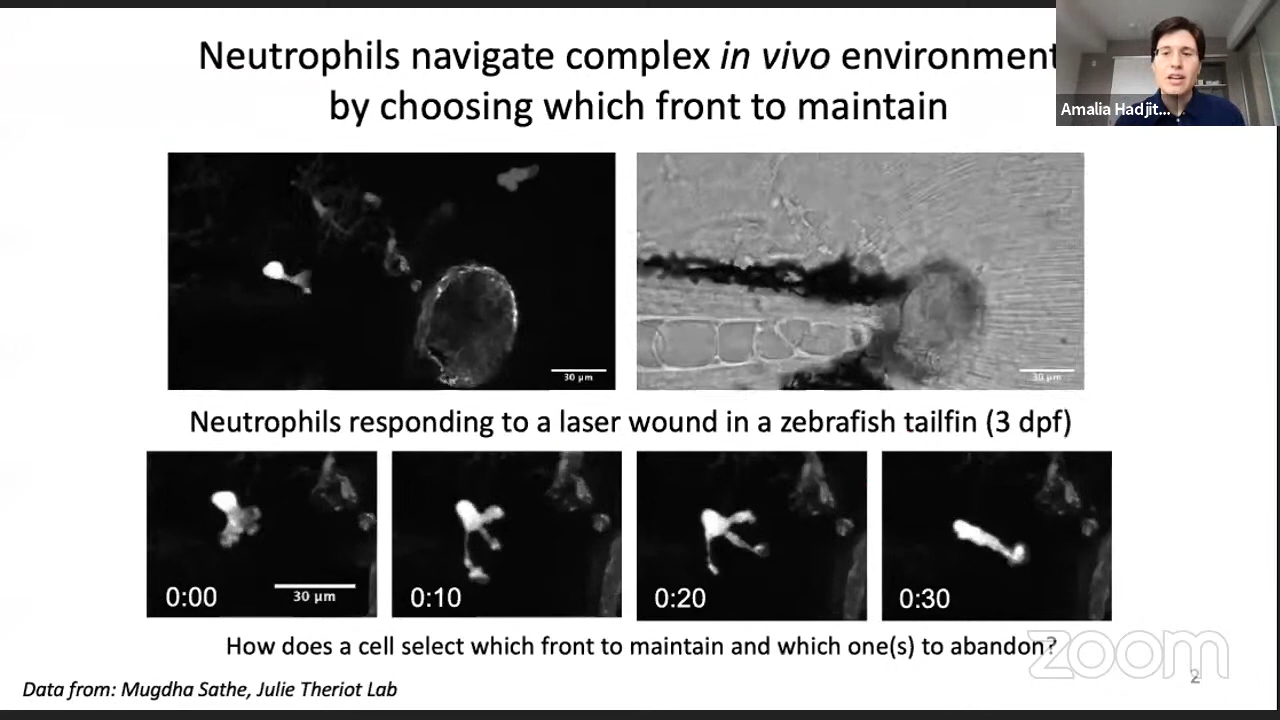 Neutrophils navigate complex in vivo environment
by choosing which front to maintain
Amalia Hadjit...
30 µm
30 µm
Neutrophils responding to a laser wound in a zebrafish tailfin (3 dpf)
0:00
30 µm
0:10
0:20
0:30
How does a cell select which front to maintain and which one(s) to abandon?
zoom
2
Data from: Mugdha Sathe, Julie Theriot Lab